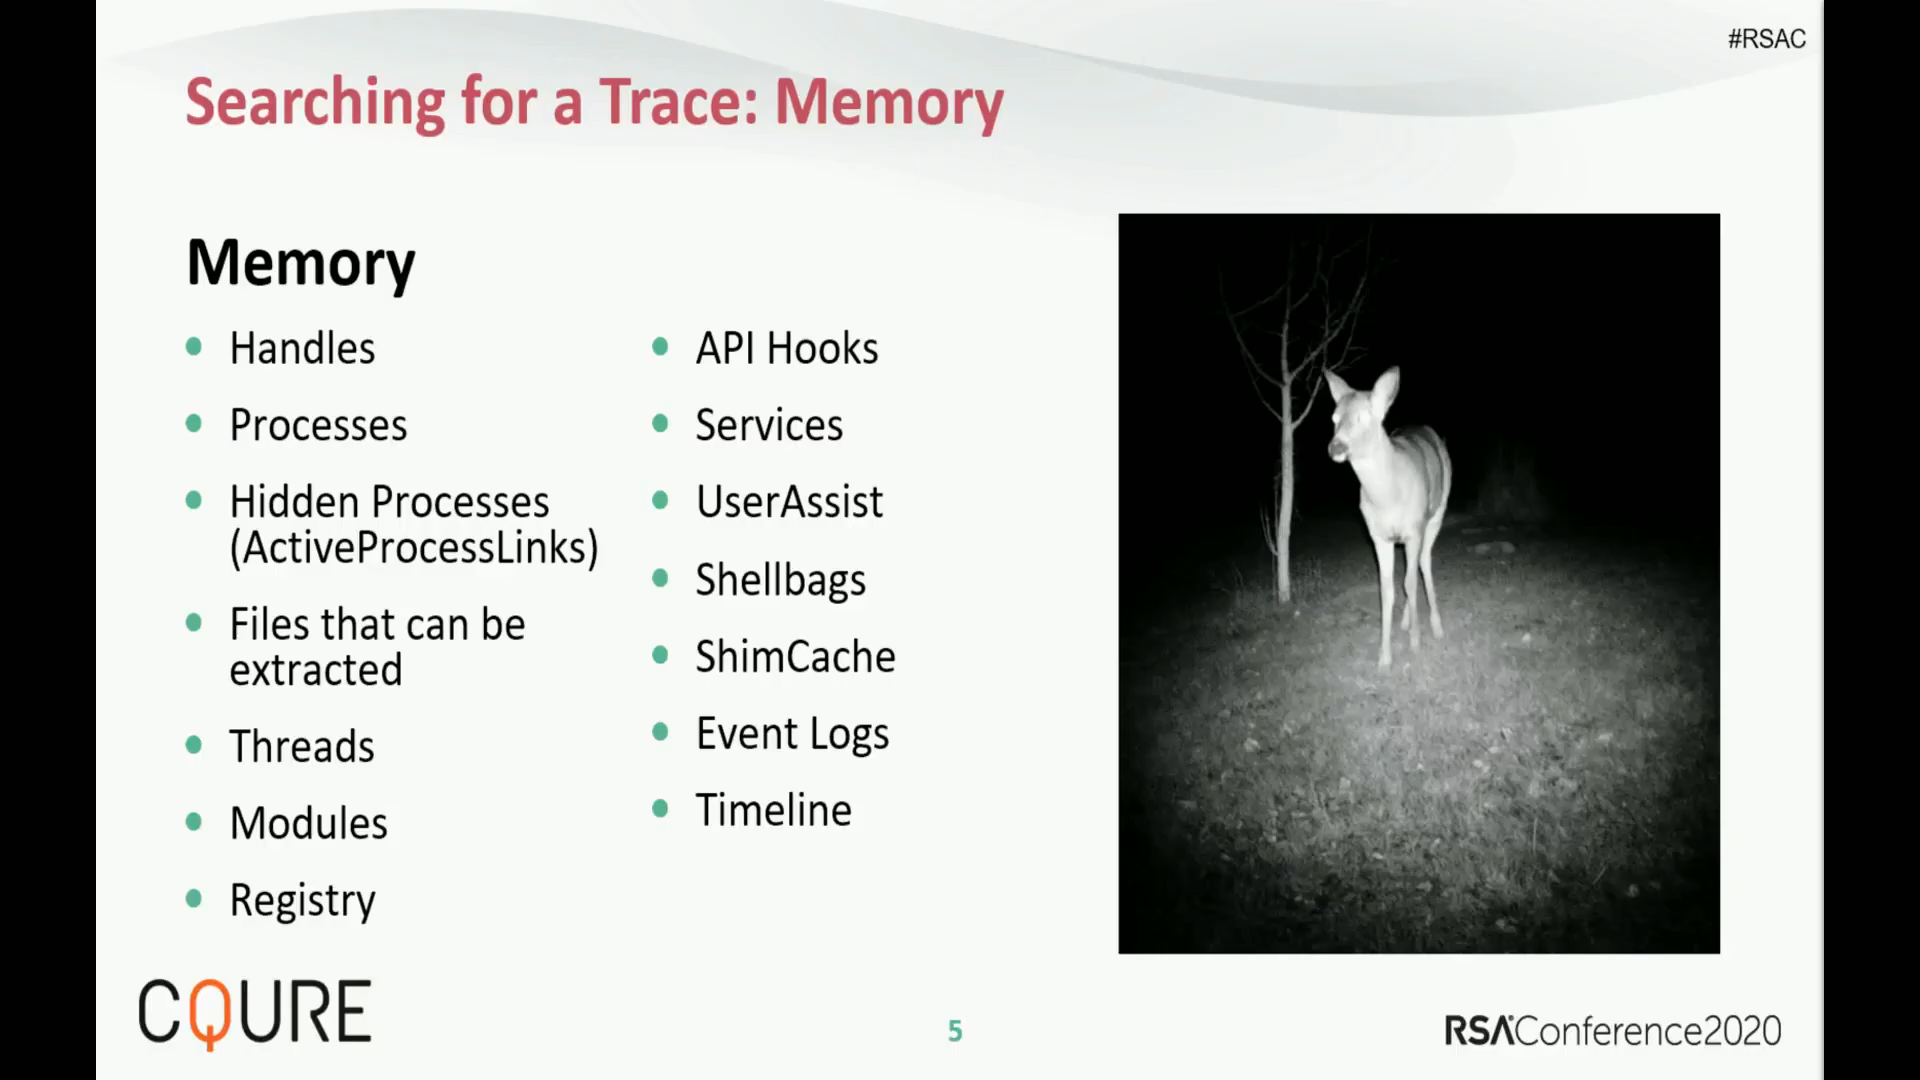 #RSAC
Searching for a Trace: Memory
Memory
Handles
Processes
Hidden Processes
(ActiveProcessLinks)
Files that can be
extracted
Threads
Modules
Registry
API Hooks
Services
UserAssist
Shellbags
ShimCache
Event Logs
Timeline
CQURE
5
RSAConference2020